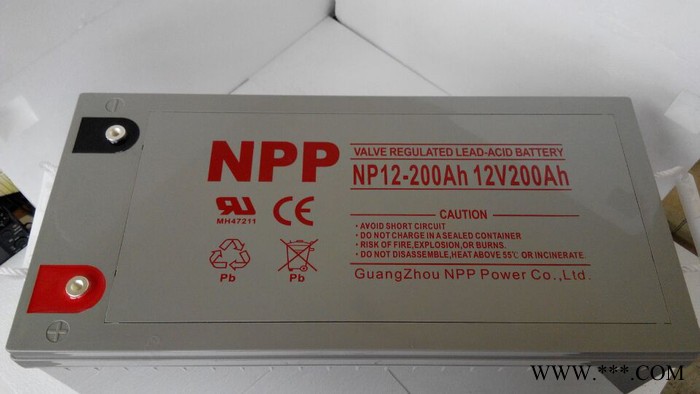 NPP
VALVE REGULATED LEAD-ACID BATTERY
NP12-200Ah 12V200Ah
MH47211
CE
CAUTION
• AVOID SHORT CIRCUIT
• DO NOT CHARGE IN A SEALED CONTAINER
• RISK OF FIRE,EXPLOSION,OR BURNS.
• DO NOT DISASSEMBLE,HEAT ABOVE 55℃ OR INCINERATE.
Pb
Pb
GuangZhou NPP Power Co.,Ltd.
WWW.***.COM